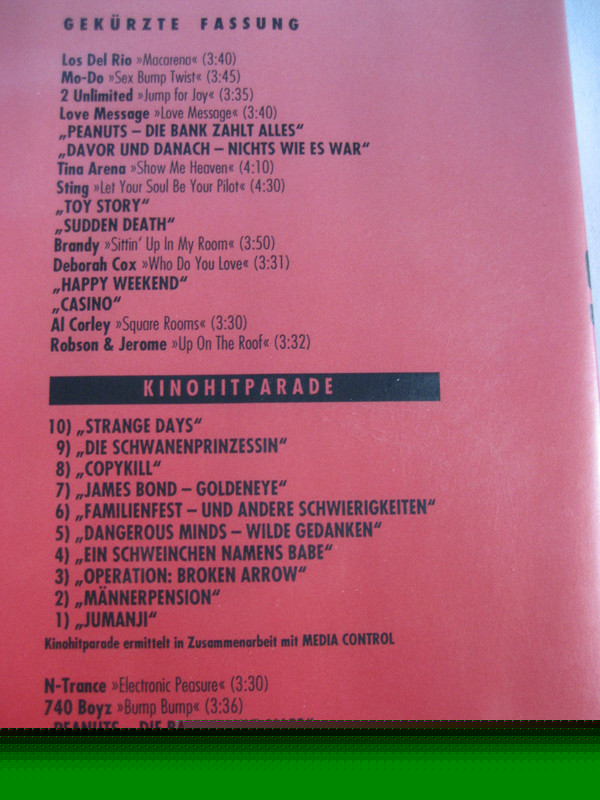 GEKÜRZTE FASSUNG
Los Del Rio »Macarena« (3:40)
Mo-Do »Sex Bump Twist« (3:45)
2 Unlimited »Jump for Joy« (3:35)
Love Message »Love Message« (3:40)
„PEANUTS – DIE BANK ZAHLT ALLES“
„DAVOR UND DANACH – NICHTS WIE ES WAR“
Tina Arena »Show Me Heaven« (4:10)
Sting »Let Your Soul Be Your Pilot« (4:30)
„TOY STORY“
„SUDDEN DEATH“
Brandy »Sittin’ Up In My Room« (3:50)
Deborah Cox »Who Do You Love« (3:31)
„HAPPY WEEKEND“
„CASINO“
Al Corley »Square Rooms« (3:30)
Robson & Jerome »Up On The Roof« (3:32)
KINOHITPARADE
10) „STRANGE DAYS“
9) „DIE SCHWANENPRINZESSIN“
8) „COPYKILL“
7) „JAMES BOND – GOLDENEYE“
6) „FAMILIENFEST – UND ANDERE SCHWIERIGKEITEN“
5) „DANGEROUS MINDS – WILDE GEDANKEN“
4) „EIN SCHWEINCHEN NAMENS BABE“
3) „OPERATION: BROKEN ARROW“
2) „MÄNNERPENSION“
1) „JUMANJI“
Kinohitparade ermittelt in Zusammenarbeit mit MEDIA CONTROL
N-Trance »Electronic Peasure« (3:30)
740 Boyz »Bump Bump« (3:36)
„PEANUTS – DIE